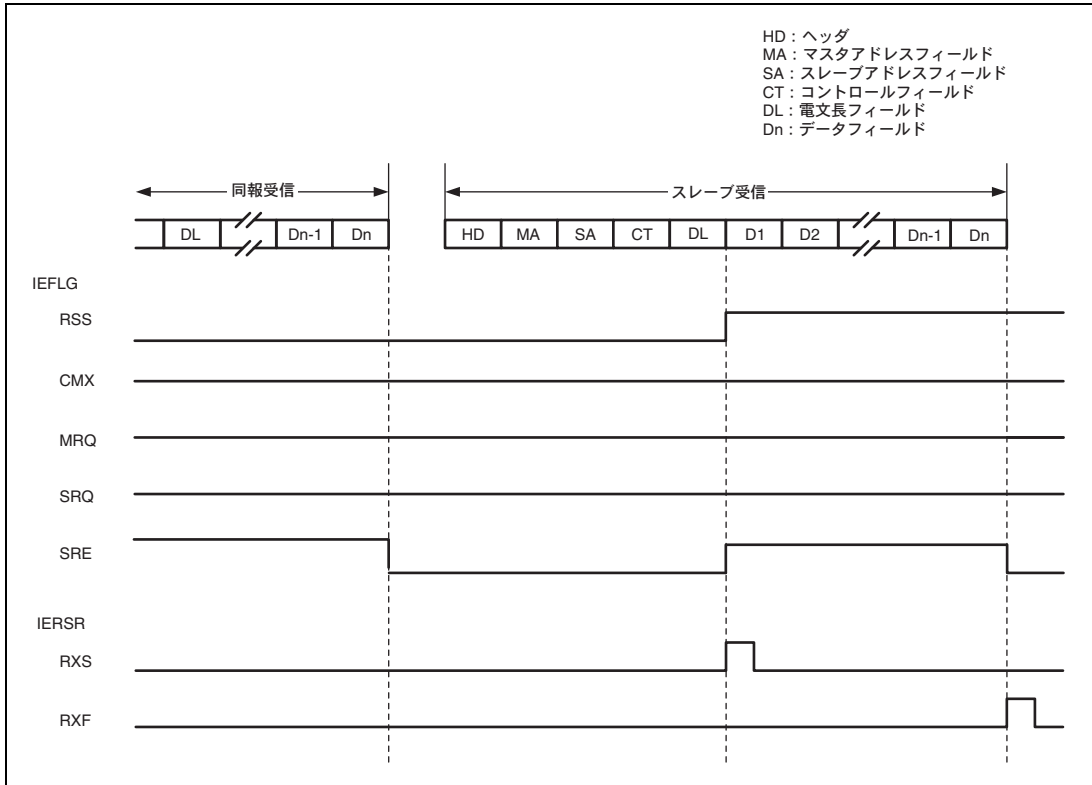 HD：ヘッダ
MA：マスタアドレスフィールド
SA：スレーブアドレスフィールド
CT：コントロールフィールド
DL：電文長フィールド
Dn：データフィールド
同報受信 スレーブ受信
DL Dn-1 Dn HD MA SA CT DL D1 D2 Dn-1 Dn
IEFLG
RSS
CMX
MRQ
SRQ
SRE
IERSR
RXS
RXF